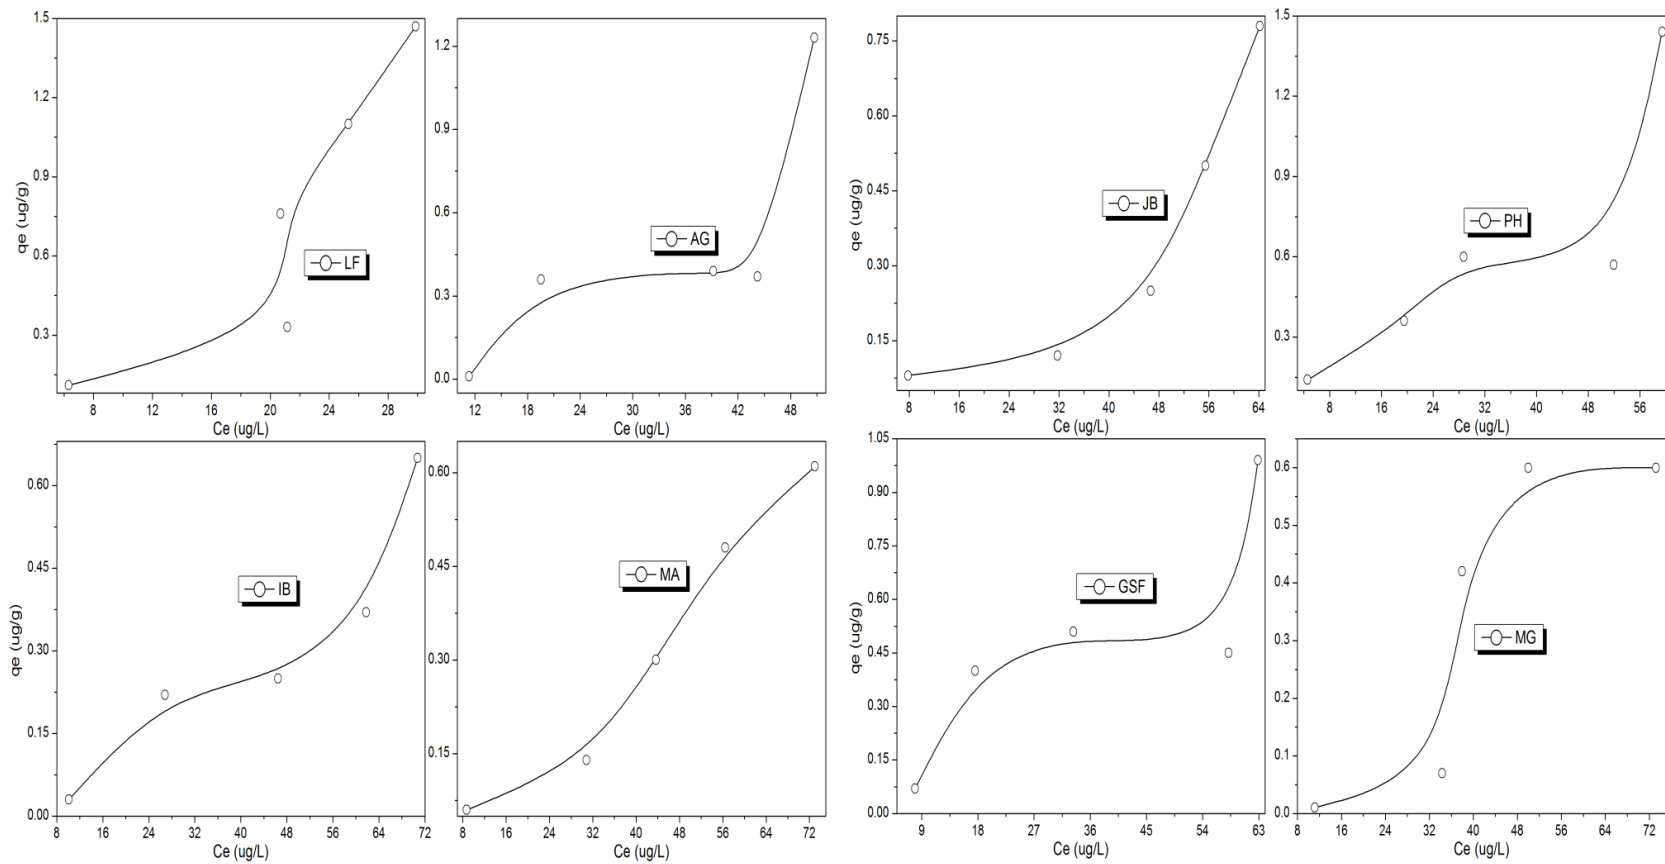 1.5
1.2
0.9
0.6
0.3
qe (ug/g)
LF
8 12 16 20 24 28
Ce (ug/L)
1.2
0.9
0.6
0.3
0.0
AG
12 18 24 30 36 42 48
Ce (ug/L)
0.75
0.60
0.45
0.30
0.15
qe (ug/g)
JB
8 16 24 32 40 48 56 64
Ce (ug/L)
1.5
1.2
0.9
0.6
0.3
PH
8 16 24 32 40 48 56
Ce (ug/L)
0.60
0.45
0.30
0.15
0.00
qe (ug/g)
IB
8 16 24 32 40 48 56 64 72
Ce (ug/L)
0.60
0.45
0.30
0.15
MA
8 16 24 32 40 48 56 64 72
Ce (ug/L)
1.05
0.90
0.75
0.60
0.45
0.30
0.15
0.00
qe (ug/g)
GSF
9 18 27 36 45 54 63
Ce (ug/L)
0.6
0.5
0.4
0.3
0.2
0.1
0.0
MG
8 16 24 32 40 48 56 64 72
Ce (ug/L)